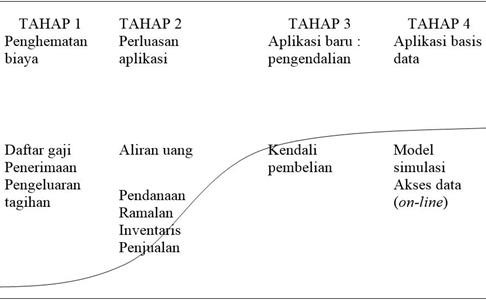 TAHAP 1
Penghematan
biaya
Daftar gaji
Penerimaan
Pengeluaran
tagihan
TAHAP 2
Perluasan
aplikasi
Aliran uang
Pendanaan
Ramalan
Inventaris
Penjualan
TAHAP 3
Aplikasi baru :
pengendalian
Kendali
pembelian
TAHAP 4
Aplikasi basis
data
Model
simulasi
Akses data
(on-line)